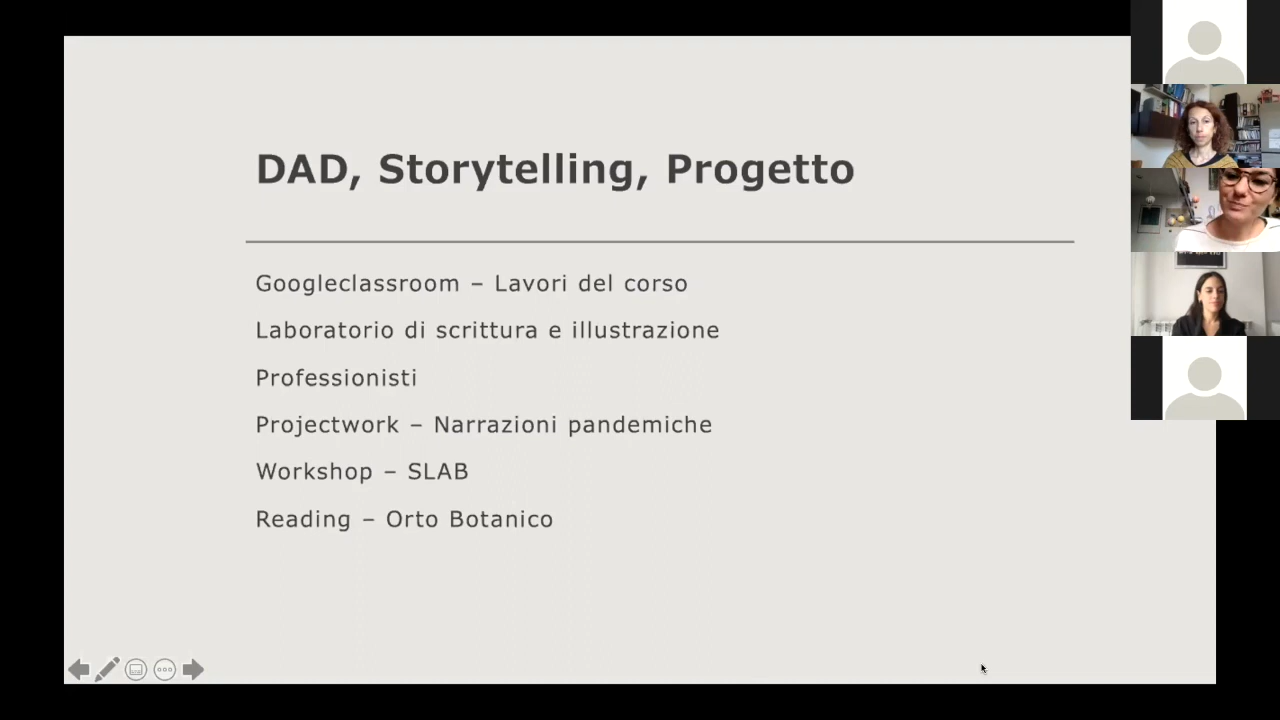 DAD, Storytelling, Progetto
Googleclassroom – Lavori del corso
Laboratorio di scrittura e illustrazione
Professionisti
Projectwork – Narrazioni pandemiche
Workshop – SLAB
Reading – Orto Botanico